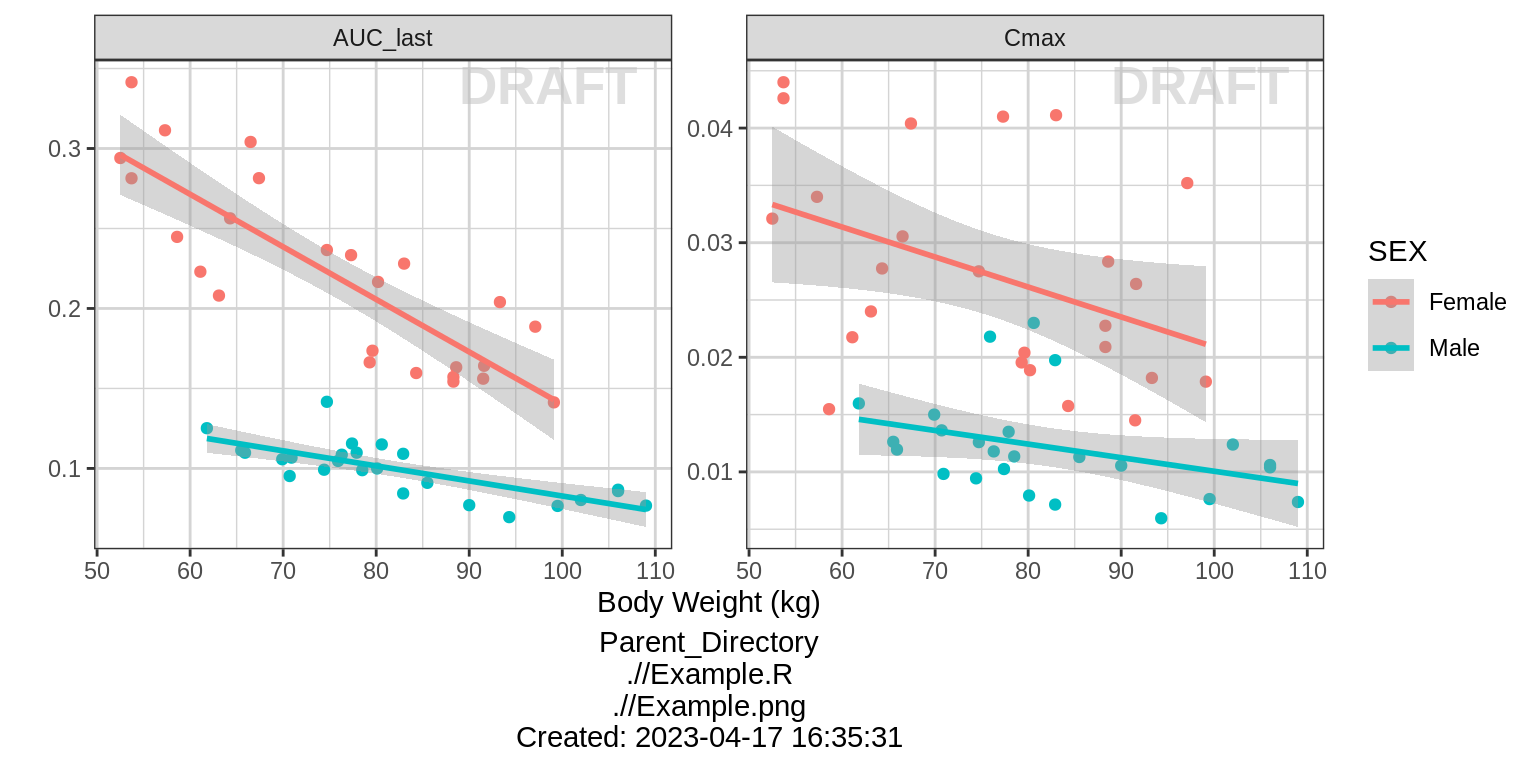 AUC_last
Cmax
DRAFT
DRAFT
0.3
0.2
0.1
0.04
0.03
0.02
0.01
50 60 70 80 90 100 110
50 60 70 80 90 100 110
Body Weight (kg)
SEX
Female
Male
Parent_Directory
.//Example.R
.//Example.png
Created: 2023-04-17 16:35:31